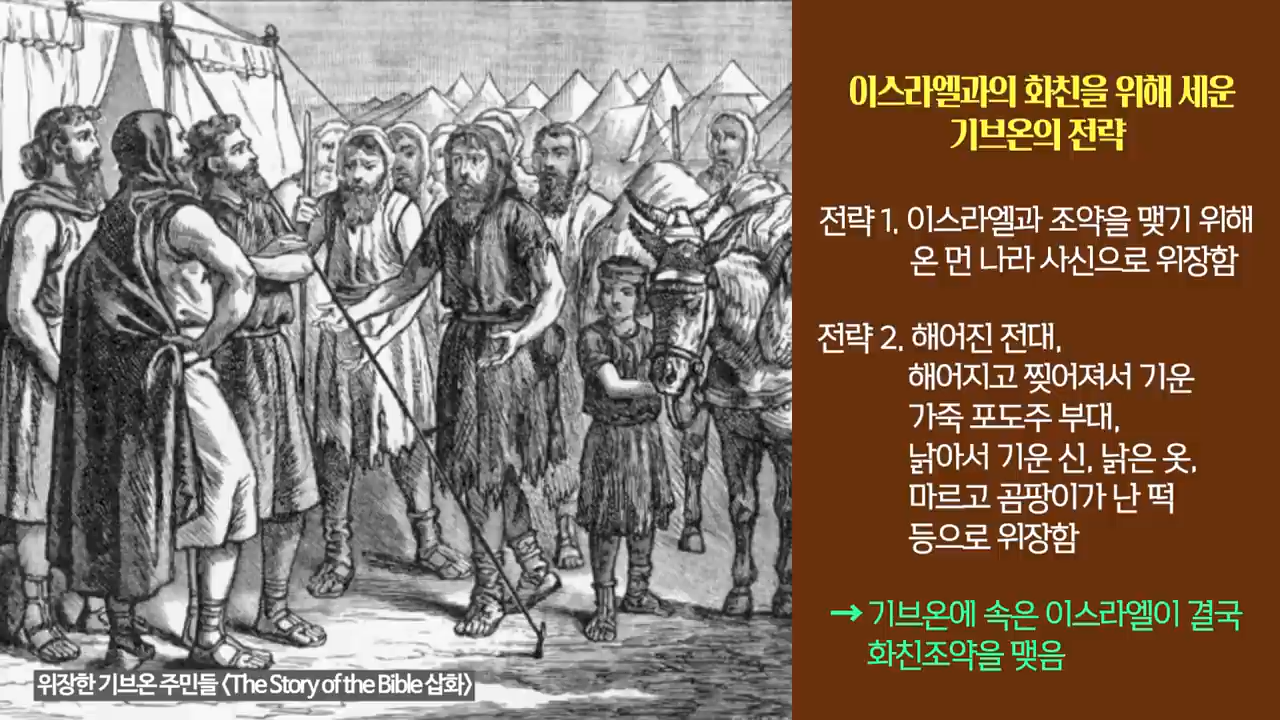 이스라엘과의 화친을 위해 세운
기브온의 전략
전략 1. 이스라엘과 조약을 맺기 위해
온 먼 나라 사신으로 위장함
전략 2. 해어진 전대,
해어지고 찢어져서 기운
가죽 포도주 부대,
낡아서 기운 신, 낡은 옷,
마르고 곰팡이가 난 떡
등으로 위장함
→ 기브온에 속은 이스라엘이 결국
화친조약을 맺음
위장한 기브온 주민들 〈The Story of the Bible 삽화〉